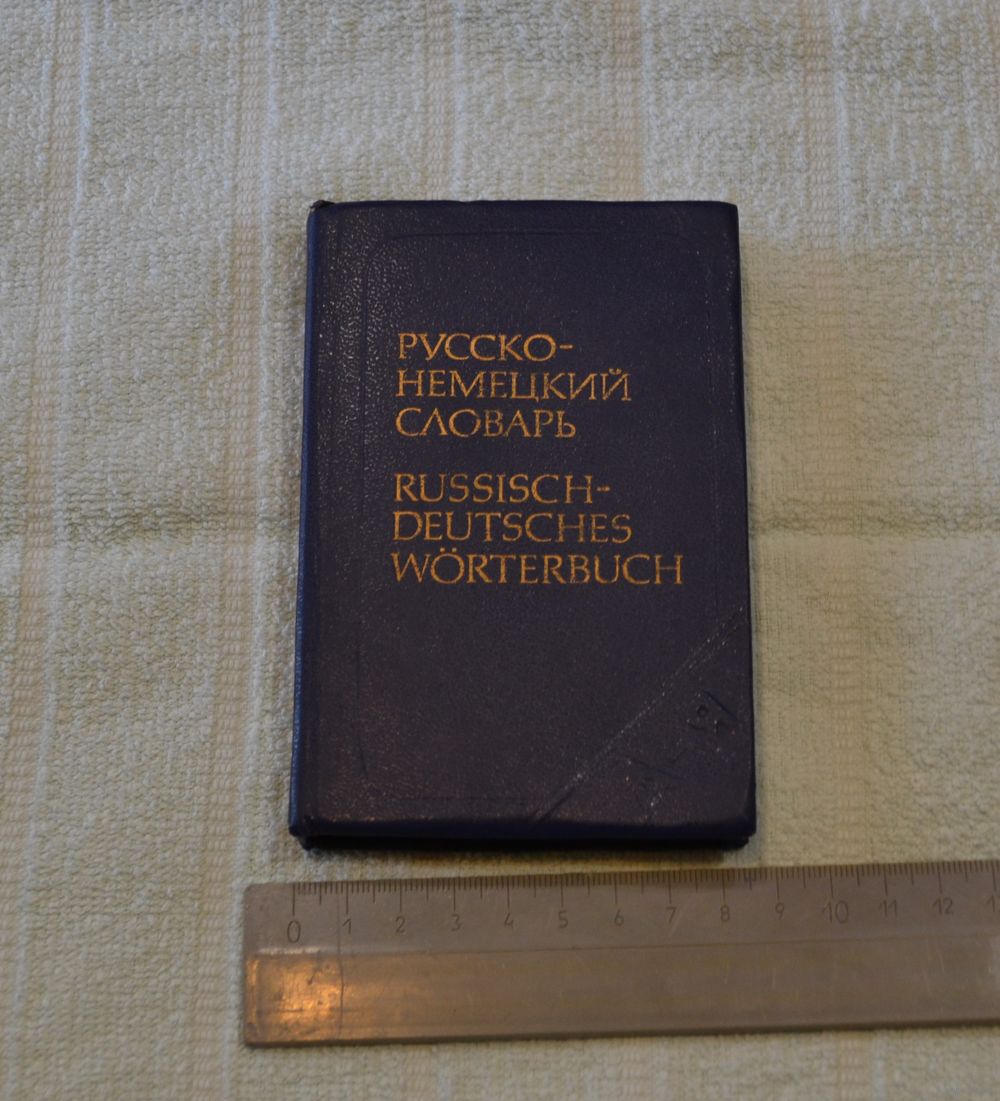 РУССКО-
НЕМЕЦКИЙ
СЛОВАРЬ
RUSSISCH-
DEUTSCHES
WÖRTERBUCH
0 1 2 3 4 5 6 7 8 9 10 11 12